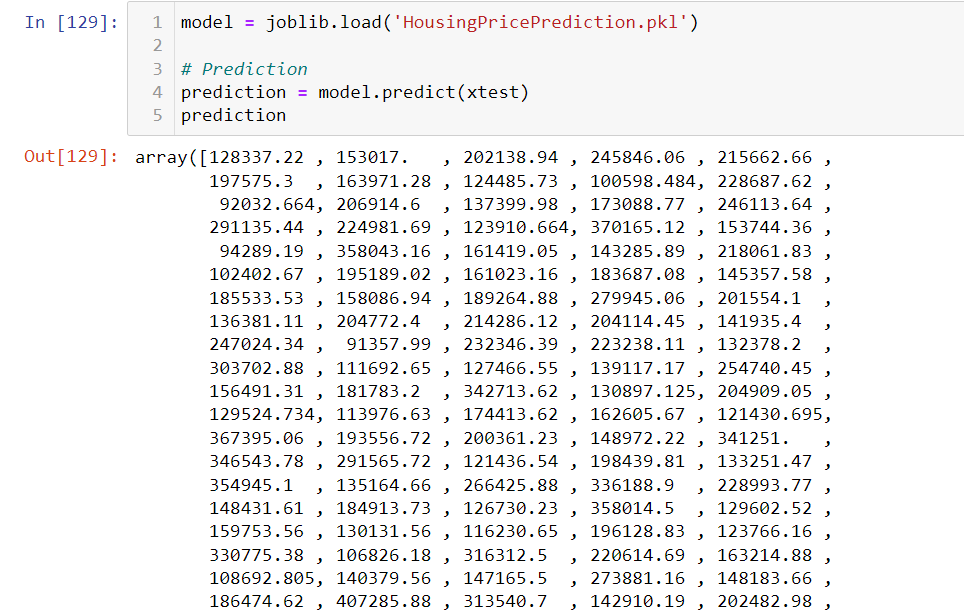 In [129]: 1 model = joblib.load('HousingPricePrediction.pkl')
2
3 # Prediction
4 prediction = model.predict(xtest)
5 prediction
Out[129]: array([128337.22 , 153017. , 202138.94 , 245846.06 , 215662.66 ,
197575.3 , 163971.28 , 124485.73 , 100598.484, 228687.62 ,
92032.664, 206914.6 , 137399.98 , 173088.77 , 246113.64 ,
291135.44 , 224981.69 , 123910.664, 370165.12 , 153744.36 ,
94289.19 , 358043.16 , 161419.05 , 143285.89 , 218061.83 ,
102402.67 , 195189.02 , 161023.16 , 183687.08 , 145357.58 ,
185533.53 , 158086.94 , 189264.88 , 279945.06 , 201554.1 ,
136381.11 , 204772.4 , 214286.12 , 204114.45 , 141935.4 ,
247024.34 , 91357.99 , 232346.39 , 223238.11 , 132378.2 ,
303702.88 , 111692.65 , 127466.55 , 139117.17 , 254740.45 ,
156491.31 , 181783.2 , 342713.62 , 130897.125, 204909.05 ,
129524.734, 113976.63 , 174413.62 , 162605.67 , 121430.695,
367395.06 , 193556.72 , 200361.23 , 148972.22 , 341251. ,
346543.78 , 291565.72 , 121436.54 , 198439.81 , 133251.47 ,
354945.1 , 135164.66 , 266425.88 , 336188.9 , 228993.77 ,
148431.61 , 184913.73 , 126730.23 , 358014.5 , 129602.52 ,
159753.56 , 130131.56 , 116230.65 , 196128.83 , 123766.16 ,
330775.38 , 106826.18 , 316312.5 , 220614.69 , 163214.88 ,
108692.805, 140379.56 , 147165.5 , 273881.16 , 148183.66 ,
186474.62 , 407285.88 , 313540.7 , 142910.19 , 202482.98 ,